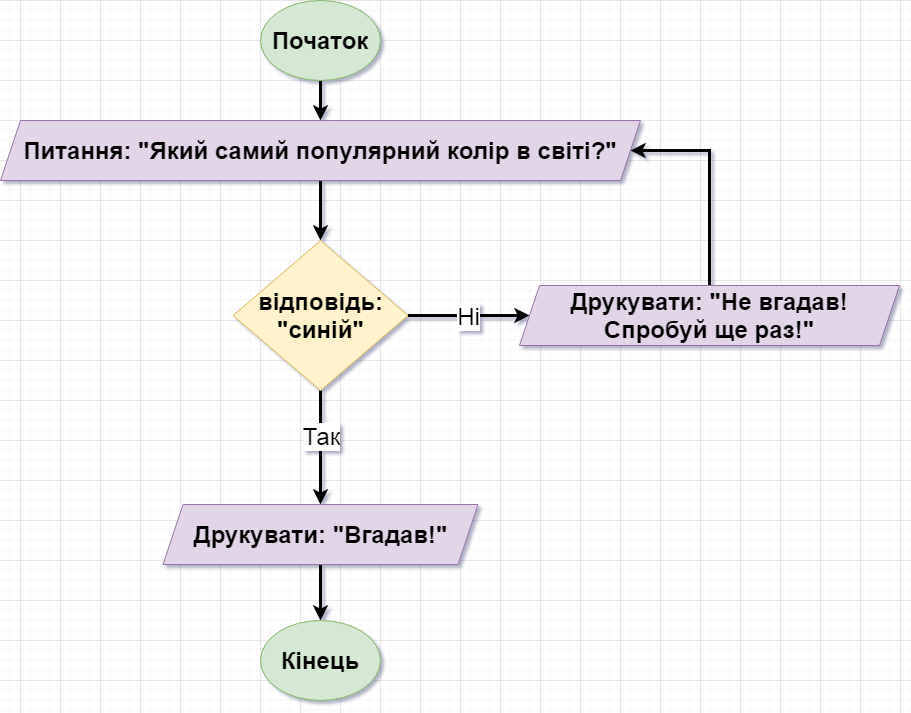 Початок
Питання: "Який самий популярний колір в світі?"
відповідь:
"синій"
Ні
Друкувати: "Не вгадав!
Спробуй ще раз!"
Так
Друкувати: "Вгадав!"
Кінець